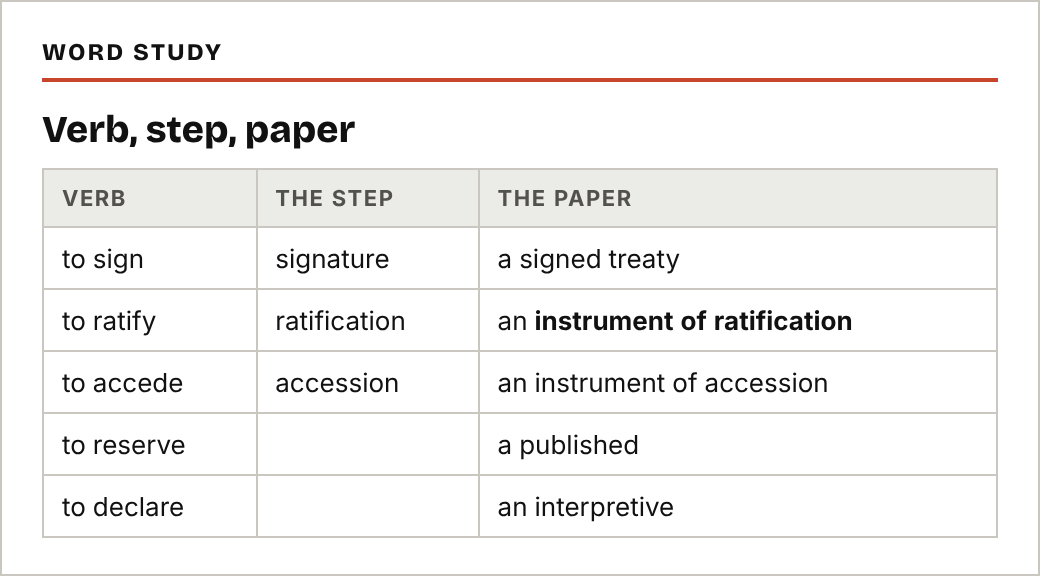 WORD STUDY
Verb, step, paper
VERB THE STEP THE PAPER
to sign signature a signed treaty
to ratify ratification an instrument of ratification
to accede accession an instrument of accession
to reserve a published
to declare an interpretive